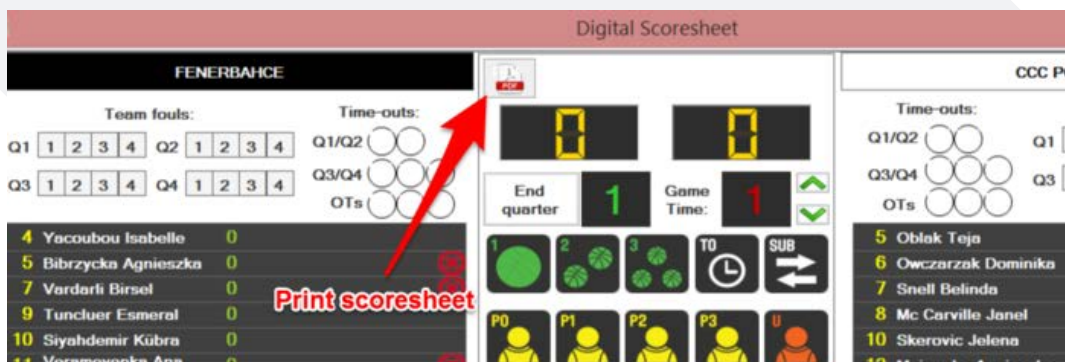 Digital Scoresheet
FENERBAHCE
Team fouls:
Time-outs:
Q1 1 2 3 4 Q2 1 2 3 4
Q1/Q2
Q3 1 2 3 4 Q4 1 2 3 4
Q3/Q4
OTs
4 Yacoubou Isabelle 0
5 Bibrzycka Agnieszka 0
7 Vardarli Birsel 0
9 Tuncluer Esmeral 0
10 Siyahdemir Kübra 0
Print scoresheet
PDF
0 0
End quarter 1 Game Time: 1
1 2 3 TO SUB
P0 P1 P2 P3 U
CCC
Time-outs:
Q1/Q2
Q1
Q3/Q4
Q3
OTs
5 Oblak Teja
6 Owczarzak Dominika
7 Snell Belinda
8 Mc Carville Janel
10 Skerovic Jelena